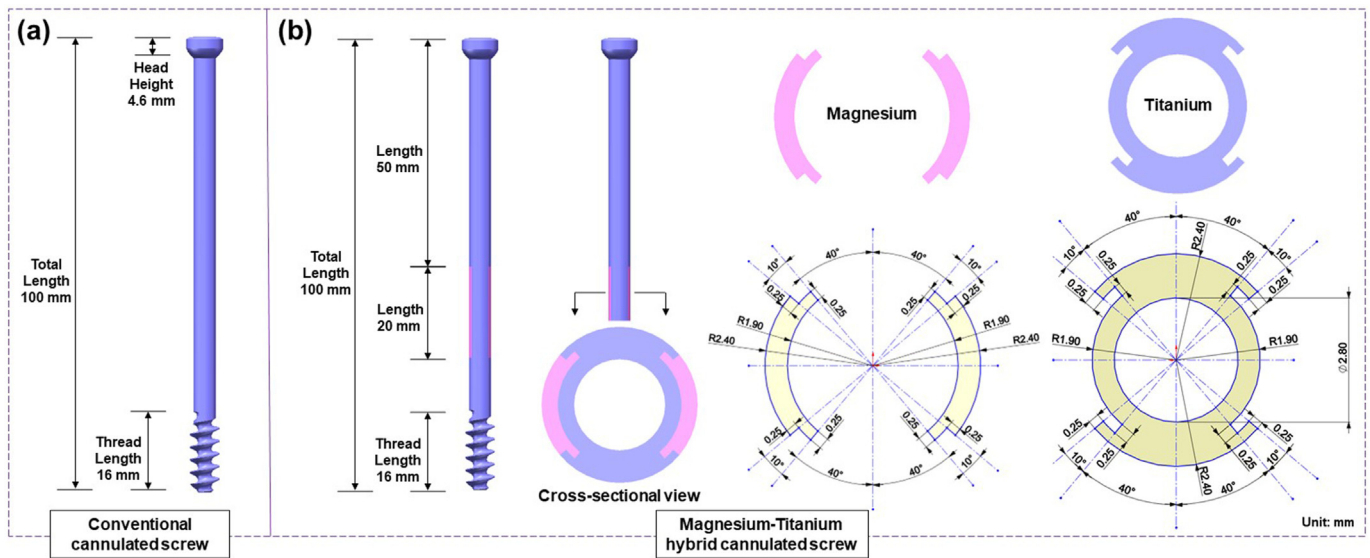 (a)
Head
Height
4.6 mm
Total
Length
100 mm
Thread
Length
16 mm
Conventional
cannulated screw
(b)
Total
Length
100 mm
Length
50 mm
Length
20 mm
Thread
Length
16 mm
Cross-sectional view
Magnesium
Titanium
40°
40°
10°
10°
0.25
0.25
0.25
0.25
R1.90
R2.40
R1.90
R2.40
0.25
0.25
0.25
0.25
10°
10°
40°
40°
40°
40°
R2.40
10°
10°
0.25
0.25
0.25
0.25
R1.90
R1.90
∅2.80
0.25
0.25
0.25
0.25
10°
10°
R2.40
40°
40°
Unit: mm
Magnesium-Titanium
hybrid cannulated screw